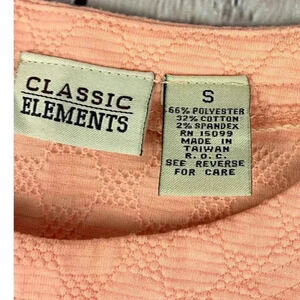 CLASSIC
ELEMENTS
S
66% POLYESTER
32% COTTON
2% SPANDEX
RN 15099
MADE IN
TAIWAN
R.O.C.
SEE REVERSE
FOR CARE